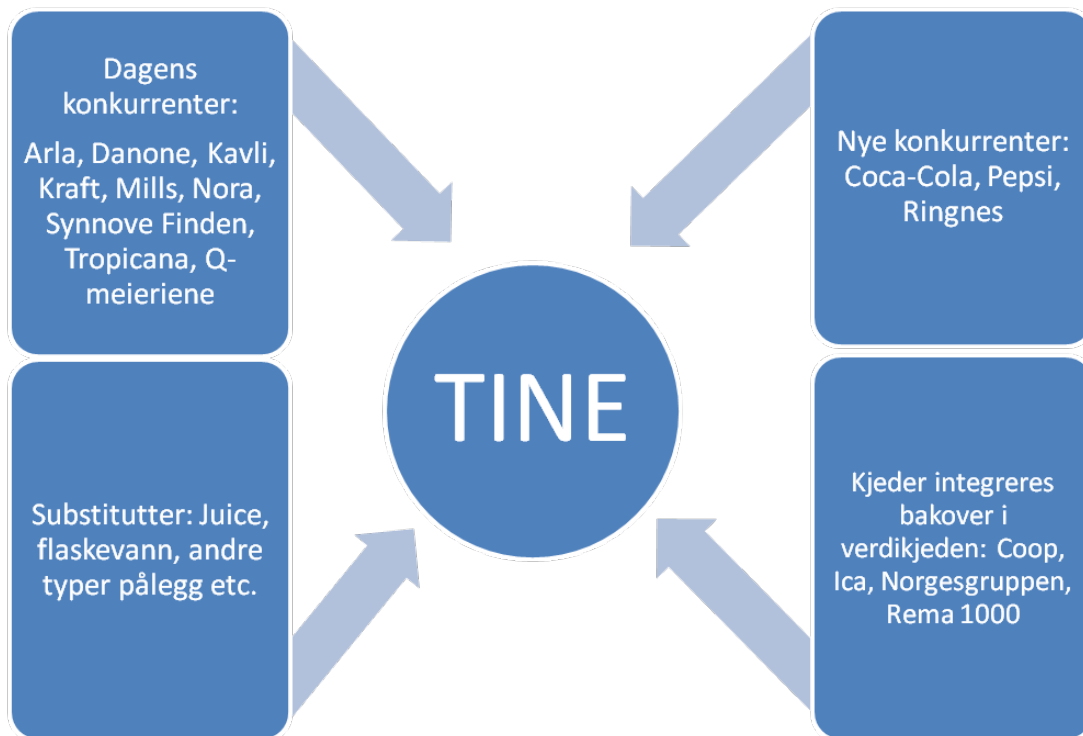 Dagens
konkurrenter:
Arla, Danone, Kavli,
Kraft, Mills, Nora,
Synnove Finden,
Tropicana, Q-
meieriene
Nye konkurrenter:
Coca-Cola, Pepsi,
Ringnes
TINE
Substitutter: Juice,
flaskevann, andre
typer pålegg etc.
Kjeder integreres
bakover i
verdikjeden: Coop,
Ica, Norgesgruppen,
Rema 1000